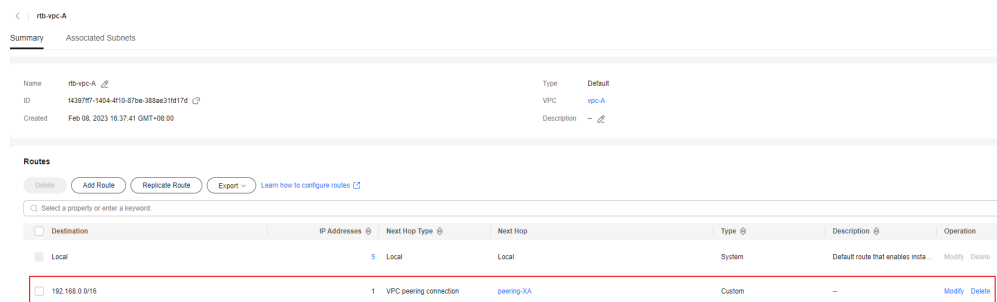 rtb-vpc-A
Summary Associated Subnets
Name rtb-vpc-A Type Default
ID f4397ff7-1404-4f10-87be-388ae31fd17d VPC vpc-A
Created Feb 08, 2023 16:37:41 GMT+08:00 Description --
Routes
Delete Add Route Replicate Route Export Learn how to configure routes
Select a property or enter a keyword.
Destination IP Addresses Next Hop Type Next Hop Type Description Operation
Local 5 Local Local System Default route that enables insta... Modify Delete
192.168.0.0/16 1 VPC peering connection peering-XA Custom -- Modify Delete